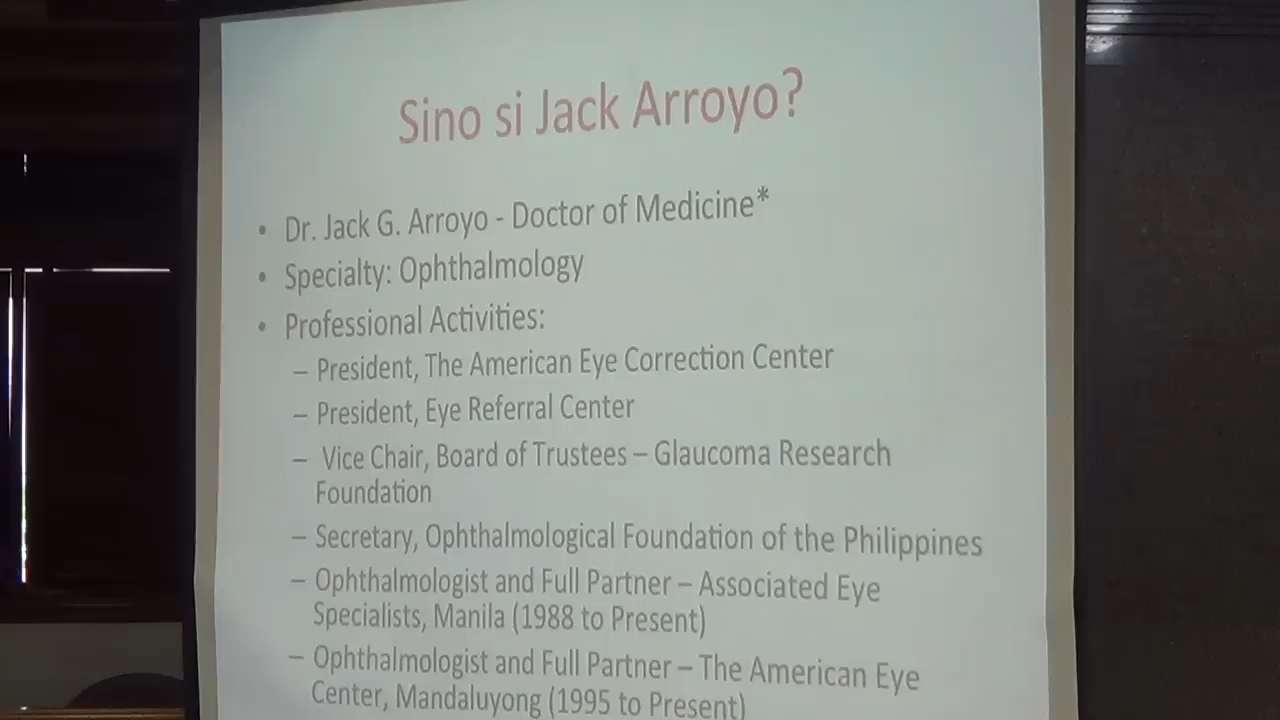 Sino si Jack Arroyo?
• Dr. Jack G. Arroyo - Doctor of Medicine*
• Specialty: Ophthalmology
• Professional Activities:
– President, The American Eye Correction Center
– President, Eye Referral Center
– Vice Chair, Board of Trustees – Glaucoma Research
Foundation
– Secretary, Ophthalmological Foundation of the Philippines
– Ophthalmologist and Full Partner – Associated Eye
Specialists, Manila (1988 to Present)
– Ophthalmologist and Full Partner – The American Eye
Center, Mandaluyong (1995 to Present)